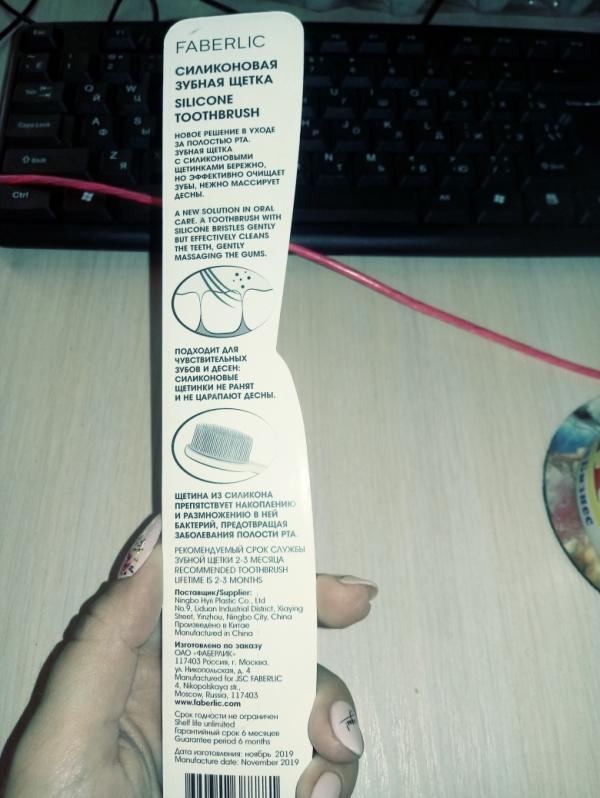 FABERLIC
СИЛИКОНОВАЯ
ЗУБНАЯ ЩЕТКА
SILICONE
TOOTHBRUSH
НОВОЕ РЕШЕНИЕ В УХОДЕ
ЗА ПОЛОСТЬЮ РТА.
ЗУБНАЯ ЩЕТКА
С СИЛИКОНОВЫМИ
ЩЕТИНКАМИ БЕРЕЖНО,
НО ЭФФЕКТИВНО ОЧИЩАЕТ
ЗУБЫ, НЕЖНО МАССИРУЕТ
ДЕСНЫ.
A NEW SOLUTION IN ORAL
CARE. A TOOTHBRUSH WITH
SILICONE BRISTLES GENTLY
BUT EFFECTIVELY CLEANS
THE TEETH, GENTLY
MASSAGING THE GUMS.
ПОДХОДИТ ДЛЯ
ЧУВСТВИТЕЛЬНЫХ
ЗУБОВ И ДЕСЕН:
СИЛИКОНОВЫЕ
ЩЕТИНКИ НЕ РАНЯТ
И НЕ ЦАРАПАЮТ ДЕСНЫ.
ЩЕТИНА ИЗ СИЛИКОНА
ПРЕПЯТСТВУЕТ НАКОПЛЕНИЮ
И РАЗМНОЖЕНИЮ В НЕЙ
БАКТЕРИЙ, ПРЕДОТВРАЩАЯ
ЗАБОЛЕВАНИЯ ПОЛОСТИ РТА.
РЕКОМЕНДУЕМЫЙ СРОК СЛУЖБЫ
ЗУБНОЙ ЩЕТКИ 2-3 МЕСЯЦА
RECOMMENDED TOOTHBRUSH
LIFETIME IS 2-3 MONTHS
Поставщик/Supplier:
Ningbo Hyri Plastic Co., Ltd
No.9, Liduan Industrial District, Xiaying
Street, Yinzhou, Ningbo City, China
Произведено в Китае
Manufactured in China
Изготовлено по заказу
ОАО «ФАБЕРЛИК»
117403 Россия, г. Москва,
ул. Никопольская, д. 4
Manufactured for JSC FABERLIC
4, Nikopolskaya str.,
Moscow, Russia, 117403
www.faberlic.com
Срок годности не ограничен
Shelf life unlimited
Гарантийный срок 6 месяцев
Guarantee period 6 months
Дата изготовления: ноябрь 2019
Manufacture date: November 2019
Caps Lock
Shift
Ctrl
Бизнес